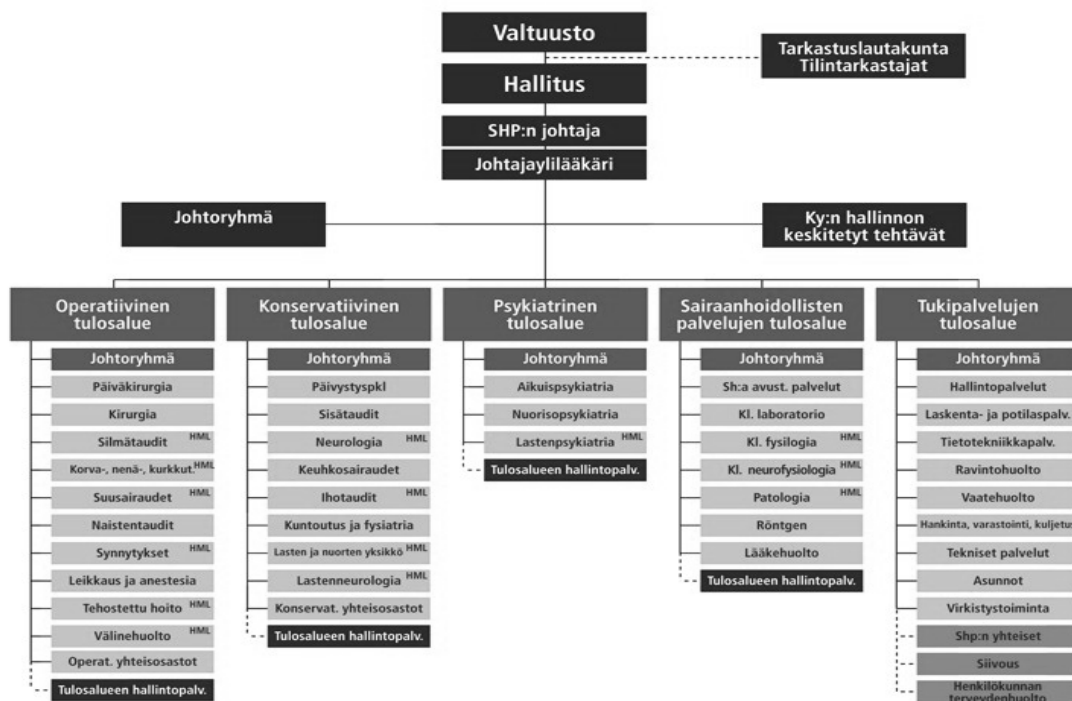 Valtuusto
Tarkastuslautakunta
Tilintarkastajat
Hallitus
SHP:n johtaja
Johtajaylilääkäri
Johtoryhmä
Ky:n hallinnon
keskitetyt tehtävät
Operatiivinen
tulosalue
Johtoryhmä
Päiväkirurgia
Kirurgia
Silmätaudit HML
Korva-, nenä-, kurkkut. HML
Suusairaudet HML
Naistentaudit
Synnytykset HML
Leikkaus ja anestesia
Tehostettu hoito HML
Välinehuolto HML
Operat. yhteisosastot
Tulosalueen hallintopalv.
Konservatiivinen
tulosalue
Johtoryhmä
Päivystyspkl
Sisätaudit
Neurologia HML
Keuhkosairaudet
Ihotaudit HML
Kuntoutus ja fysiatria
Lasten ja nuorten yksikkö HML
Lastenneurologia HML
Konservat. yhteisosastot
Tulosalueen hallintopalv.
Psykiatrinen
tulosalue
Johtoryhmä
Aikuispsykiatria
Nuorisopsykiatria
Lastenpsykiatria HML
Tulosalueen hallintopalv.
Sairaanhoidollisten
palvelujen tulosalue
Johtoryhmä
Sh:a avust. palvelut
Kl. laboratorio
Kl. fysilogia HML
Kl. neurofysiologia HML
Patologia HML
Röntgen
Lääkehuolto
Tulosalueen hallintopalv.
Tukipalvelujen
tulosalue
Johtoryhmä
Hallintopalvelut
Laskenta- ja potilaspalv.
Tietotekniikkapalv.
Ravintohuolto
Vaatehuolto
Hankinta, varastointi, kuljetus
Tekniset palvelut
Asunnot
Virkistystoiminta
Shp:n yhteiset
Siivous
Henkilökunnan
terveydenhuolto